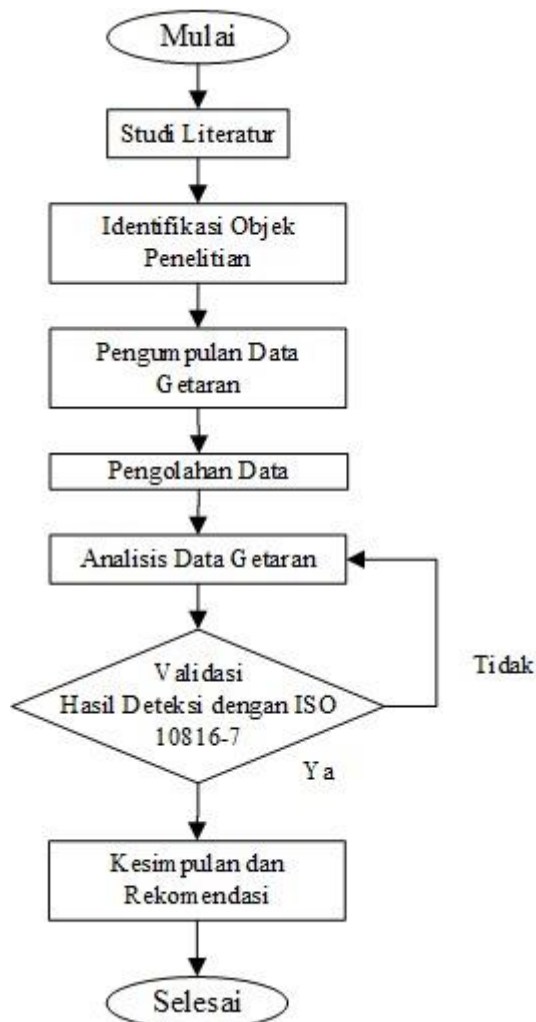 Mulai
Studi Literatur
Identifikasi Objek
Penelitian
Pengumpulan Data
Getaran
Pengolahan Data
Analisis Data Getaran
Validasi
Hasil Deteksi dengan ISO
10816-7
Tidak
Ya
Kesimpulan dan
Rekomendasi
Selesai